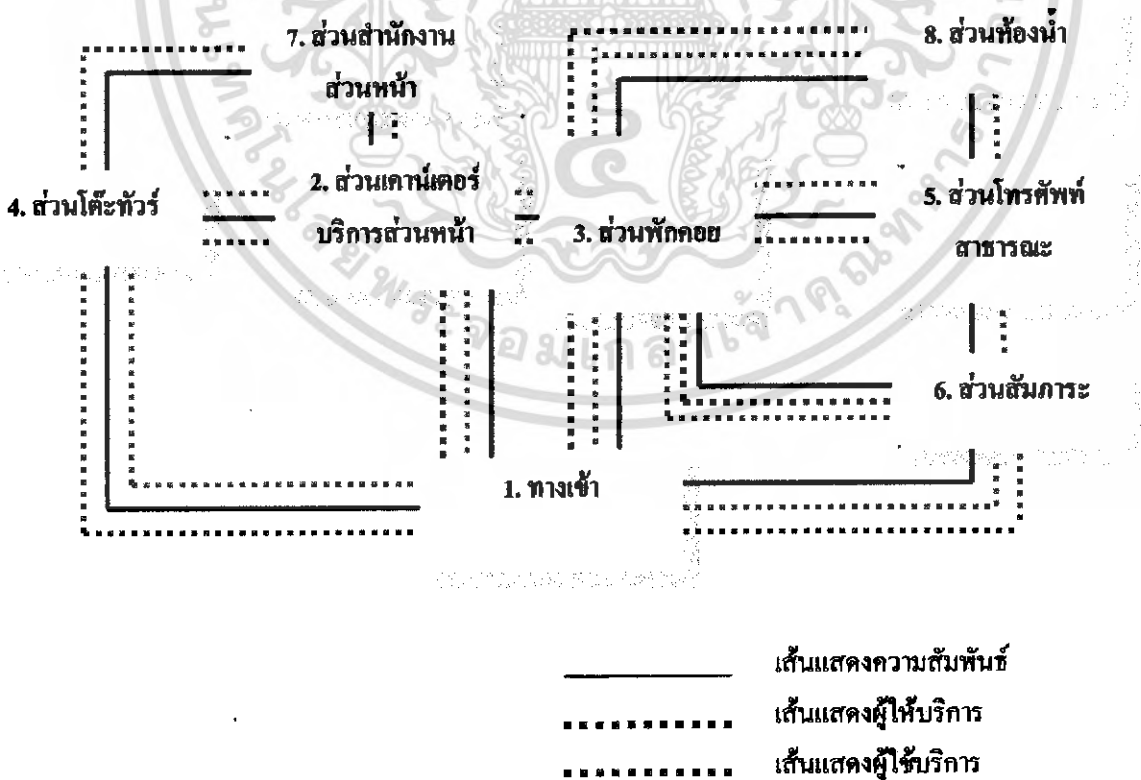 7. ส่วนสำนักงาน
ส่วนหน้า
8. ส่วนห้องน้ำ
4. ส่วนโต๊ะทัวร์
2. ส่วนเคาน์เตอร์
บริการส่วนหน้า
3. ส่วนพักคอย
5. ส่วนโทรศัพท์
สาธารณะ
6. ส่วนสัมภาระ
1. ทางเข้า
เส้นแสดงความสัมพันธ์
เส้นแสดงผู้ให้บริการ
เส้นแสดงผู้ใช้บริการ